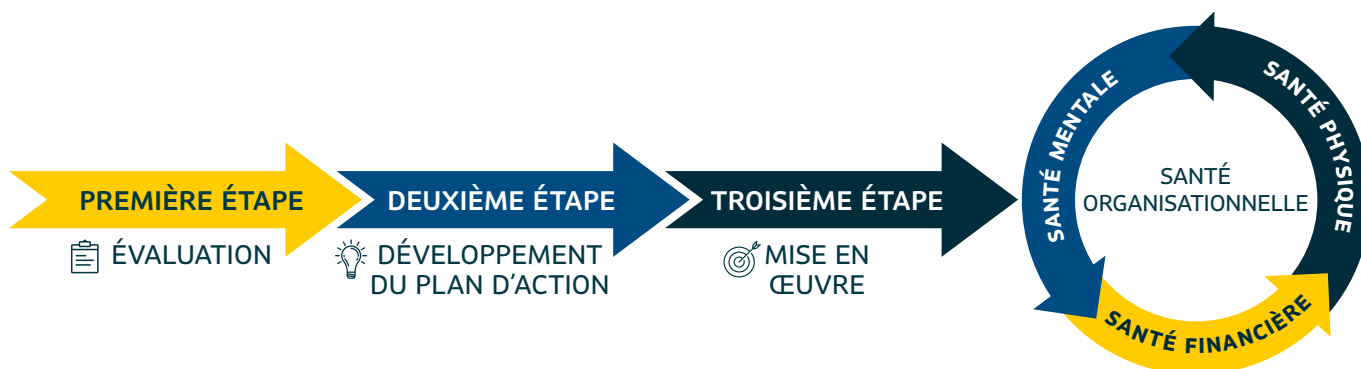 PREMIÈRE ÉTAPE
ÉVALUATION
DEUXIÈME ÉTAPE
DÉVELOPPEMENT
DU PLAN D'ACTION
TROISIÈME ÉTAPE
MISE EN
ŒUVRE
SANTÉ MENTALE
SANTÉ PHYSIQUE
SANTÉ FINANCIÈRE
SANTÉ
ORGANISATIONNELLE